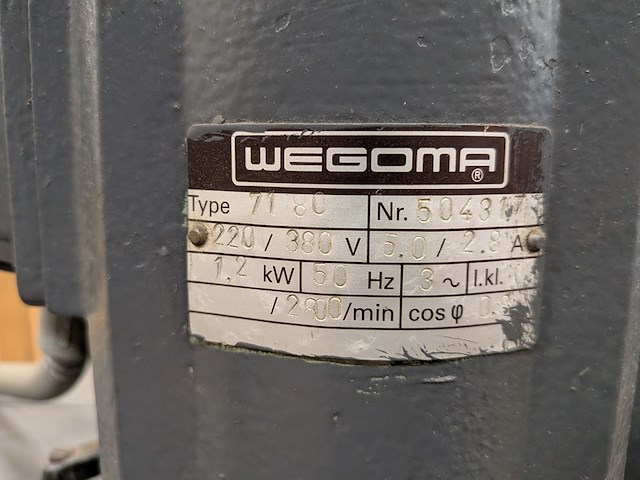 WEGOMA®
Type 71 80 Nr. 504317
220 / 380 V 5.0 / 2.8 A
1.2 kW 50 Hz 3 ~ I.kl.
/ 2800/min cos φ